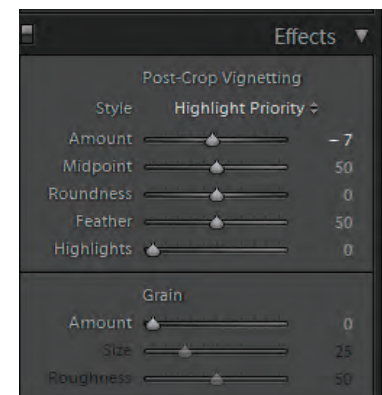 Effects
Post-Crop Vignetting
Style Highlight Priority
Amount – 7
Midpoint 50
Roundness 0
Feather 50
Highlights 0
Grain
Amount 0
Size 25
Roughness 50